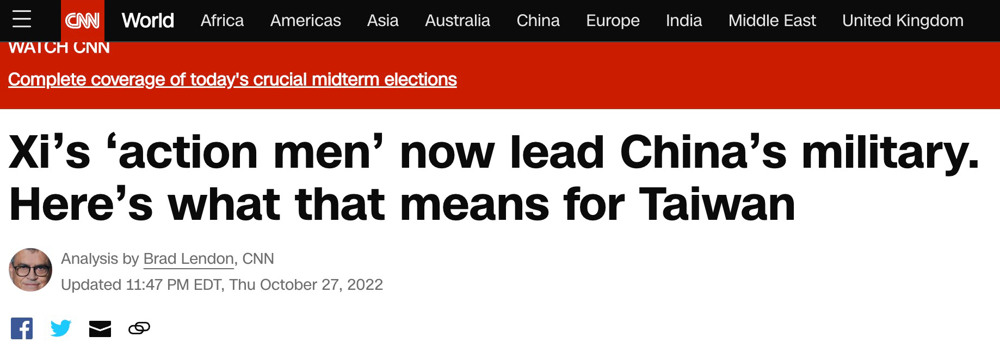 CNN World Africa Americas Asia Australia China Europe India Middle East United Kingdom
WATCH CNN
Complete coverage of today's crucial midterm elections
Xi’s ‘action men’ now lead China’s military.
Here’s what that means for Taiwan
Analysis by Brad Lendon, CNN
Updated 11:47 PM EDT, Thu October 27, 2022